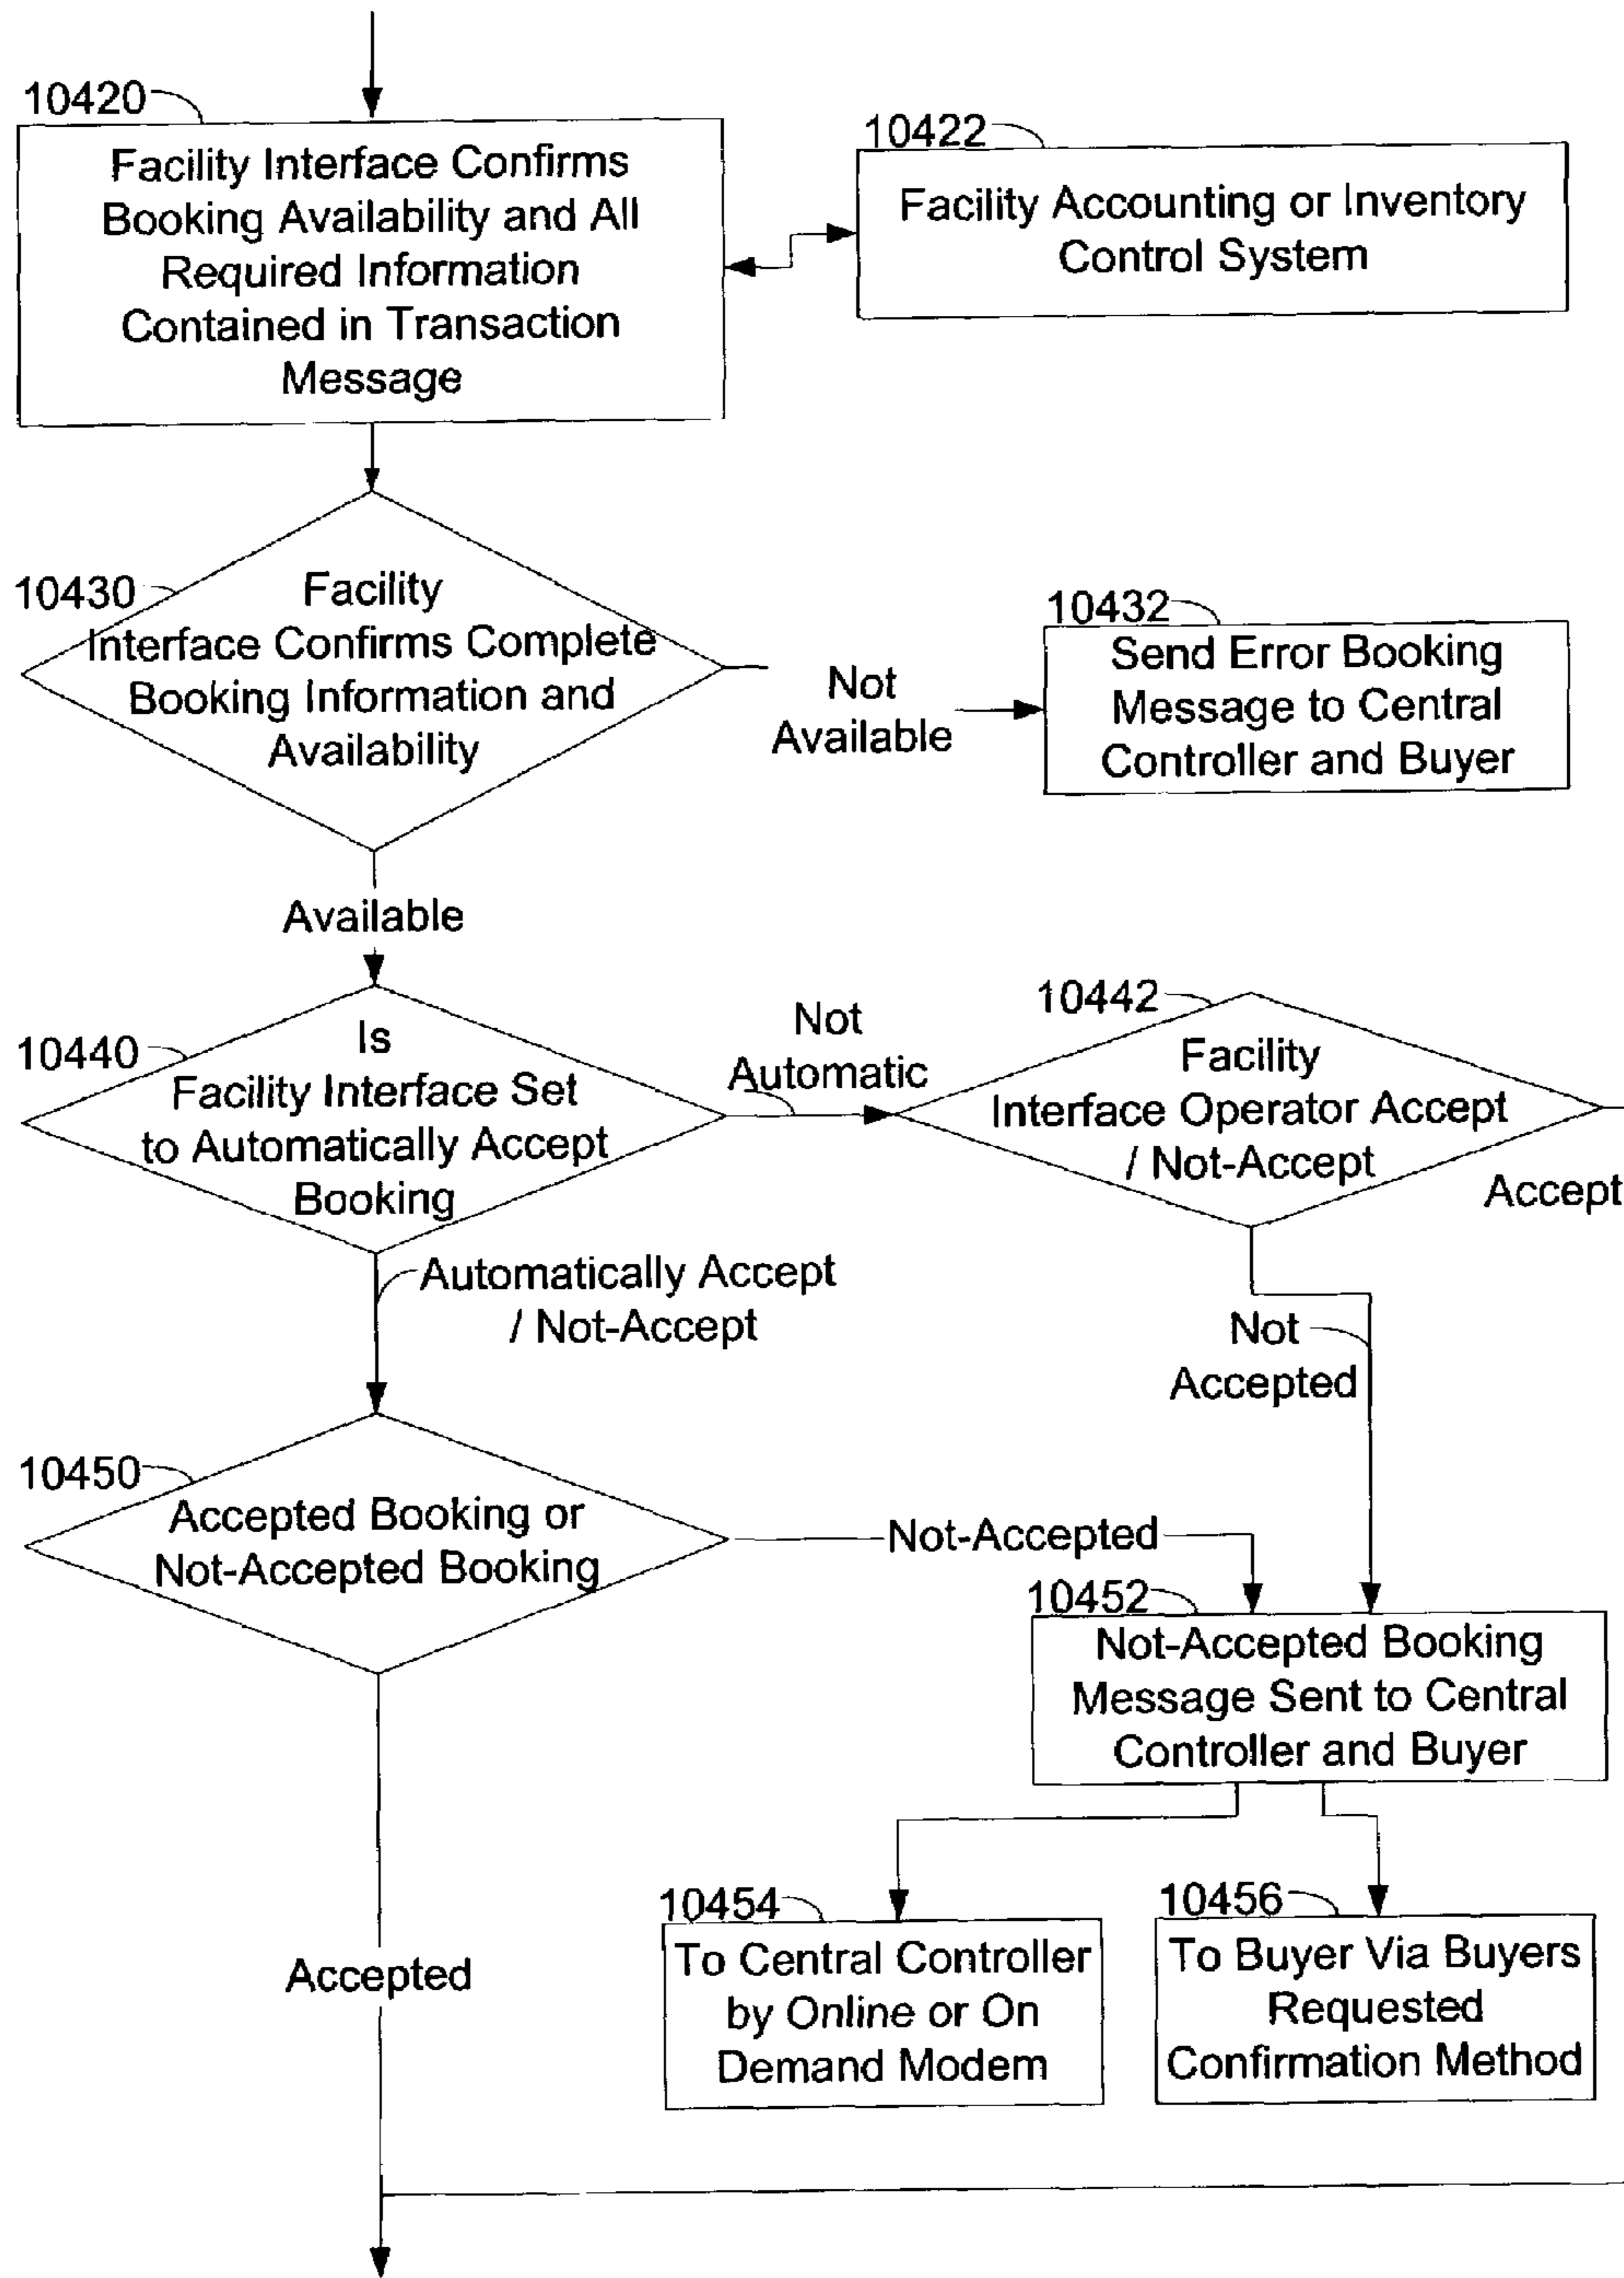 10420
Facility Interface Confirms
Booking Availability and All
Required Information
Contained in Transaction
Message
10422
Facility Accounting or Inventory
Control System
10430
Facility
Interface Confirms Complete
Booking Information and
Availability
Not
Available
10432
Send Error Booking
Message to Central
Controller and Buyer
Available
10440
Is
Facility Interface Set
to Automatically Accept
Booking
Not
Automatic
10442
Facility
Interface Operator Accept
/ Not-Accept
Accept
Automatically Accept
/ Not-Accept
Not
Accepted
10450
Accepted Booking or
Not-Accepted Booking
Not-Accepted
10452
Not-Accepted Booking
Message Sent to Central
Controller and Buyer
10454
To Central Controller
by Online or On
Demand Modem
10456
To Buyer Via Buyers
Requested
Confirmation Method
Accepted